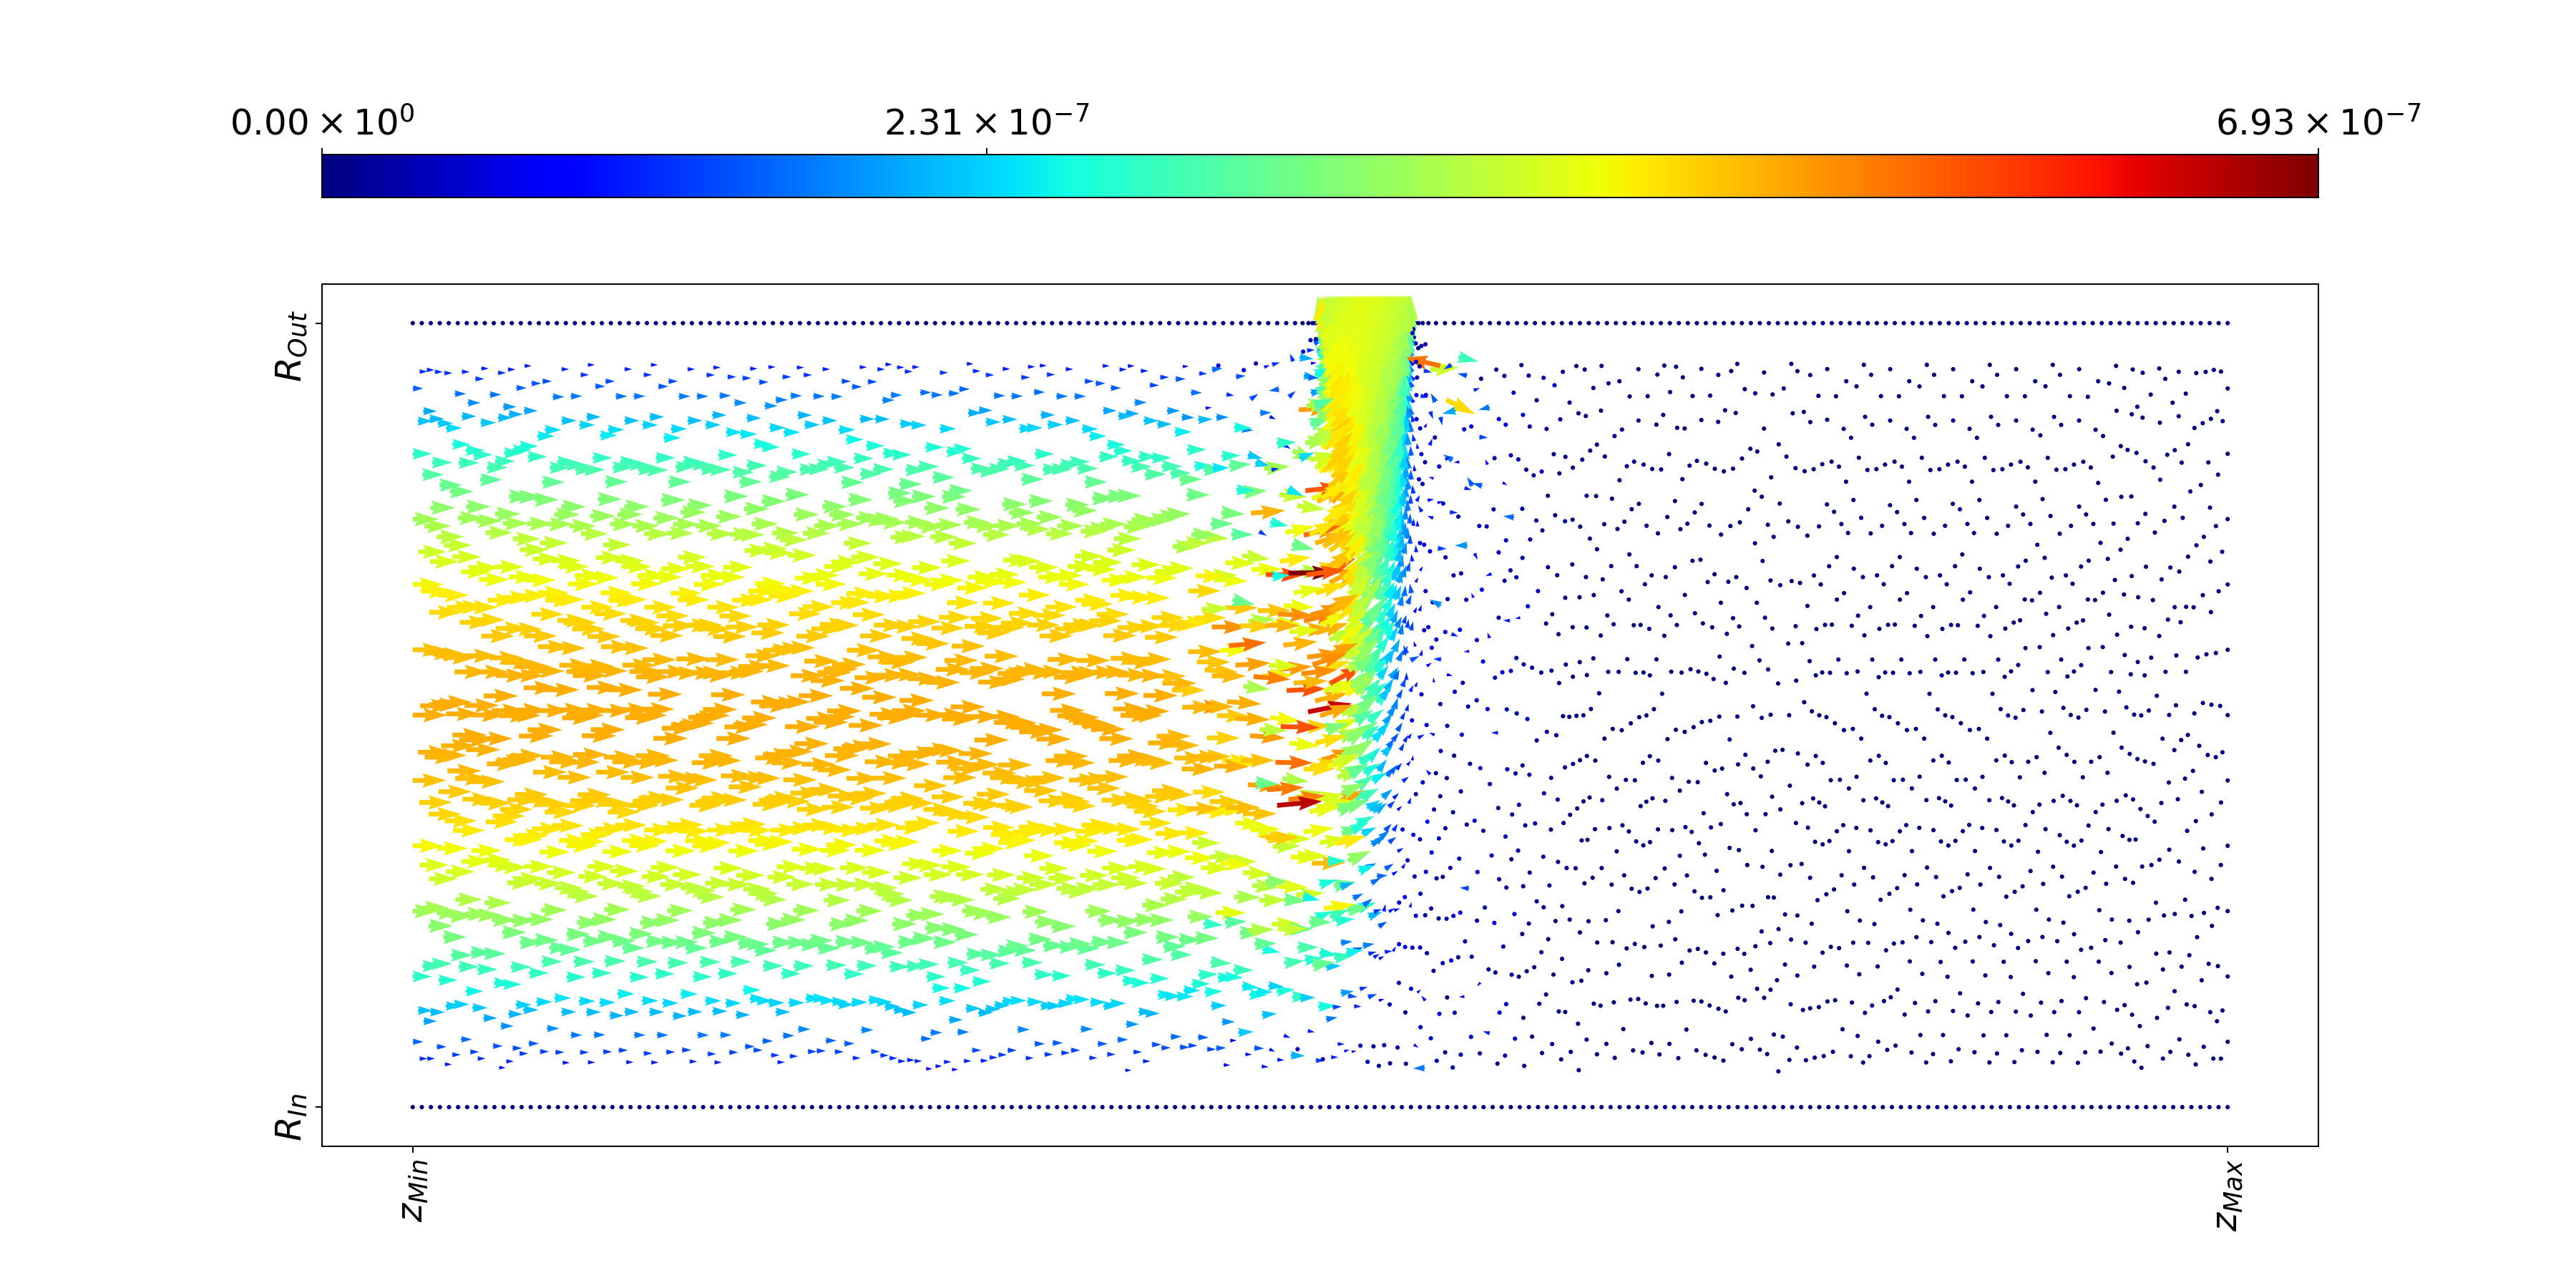 0.00 × 10⁰ 2.31 × 10⁻⁷ 6.93 × 10⁻⁷
R_Out
R_In
z_Min z_Max